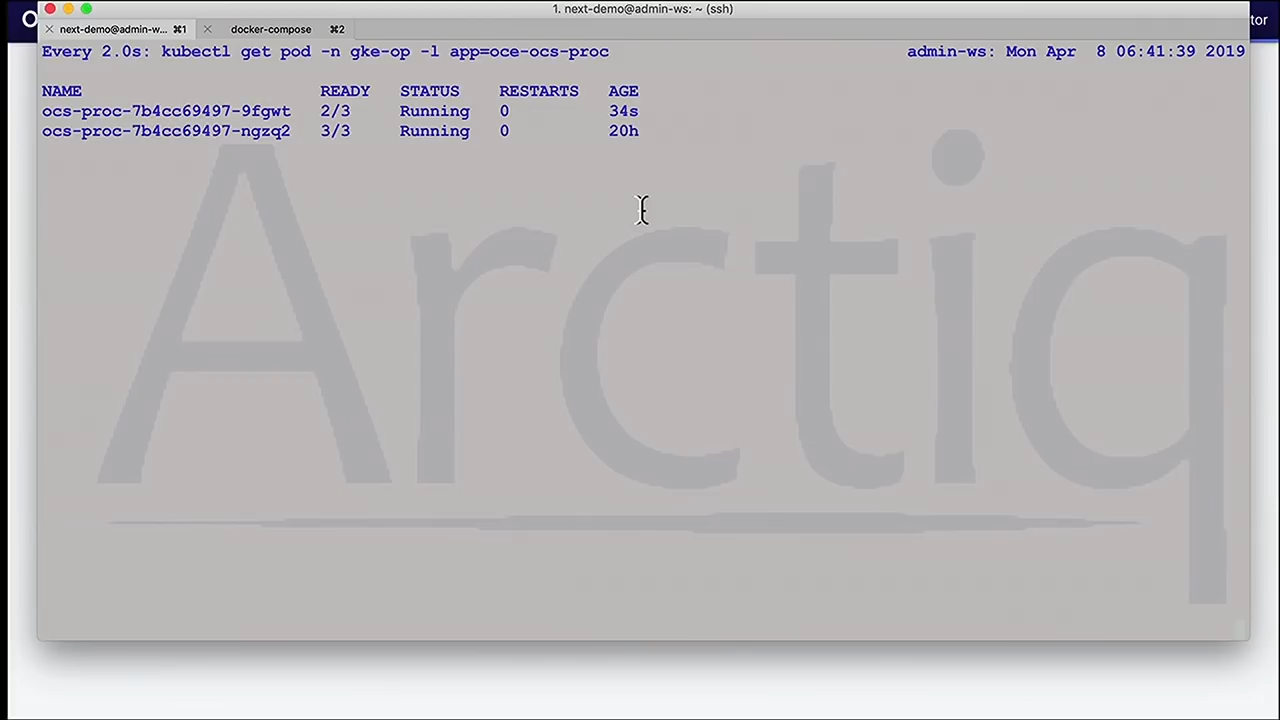 1. next-demo@admin-ws: ~ (ssh)
next-demo@admin-w... ⌘1 docker-compose ⌘2
tor
Every 2.0s: kubectl get pod -n gke-op -l app=oce-ocs-proc admin-ws: Mon Apr 8 06:41:39 2019
NAME READY STATUS RESTARTS AGE
ocs-proc-7b4cc69497-9fgwt 2/3 Running 0 34s
ocs-proc-7b4cc69497-ngzq2 3/3 Running 0 20h
Arctiq